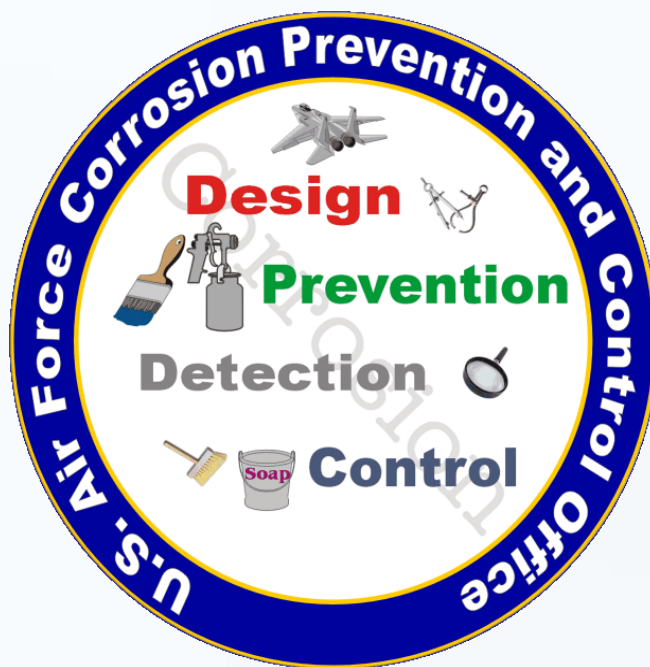 U.S. Air Force Corrosion Prevention and Control Office
Design
Prevention
Detection
Soap
Control
Corrosion